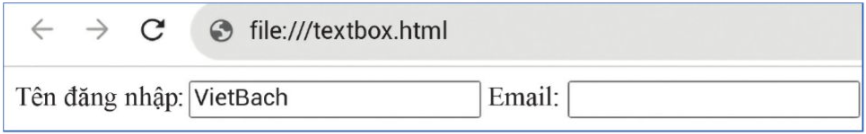 file:///textbox.html
Tên đăng nhập: VietBach Email: